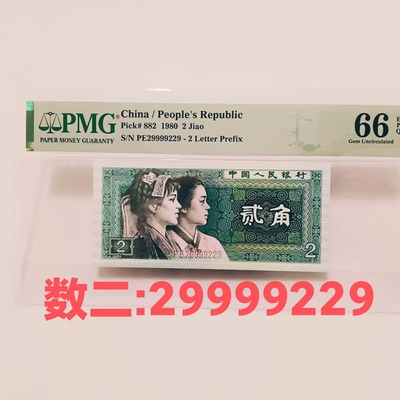 PMG
PAPER MONEY GUARANTY
China / People's Republic
Pick# 882 1980 2 Jiao
S/N PE29999229 - 2 Letter Prefix
66
Gem Uncirculated
中国人民银行
贰角
2
2
PE29999229
数二:29999229